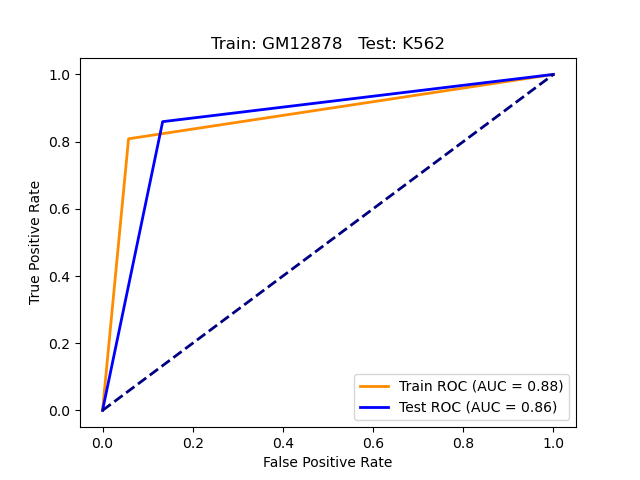 Train: GM12878   Test: K562
True Positive Rate
1.0
0.8
0.6
0.4
0.2
0.0
0.0 0.2 0.4 0.6 0.8 1.0
False Positive Rate
Train ROC (AUC = 0.88)
Test ROC (AUC = 0.86)